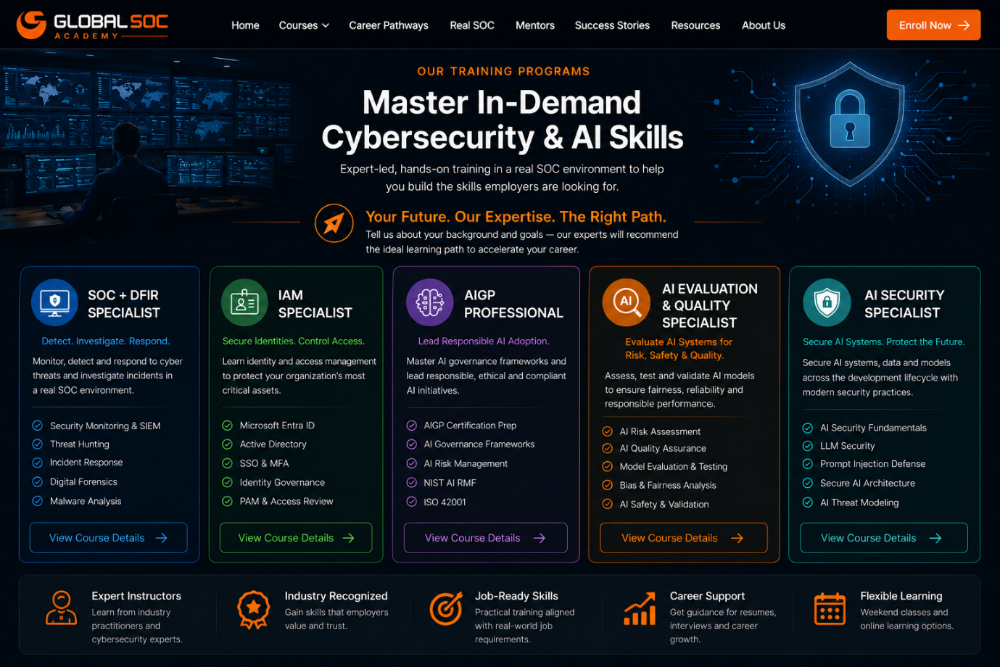 GLOBALSOC
ACADEMY
Home
Courses
Career Pathways
Real SOC
Mentors
Success Stories
Resources
About Us
Enroll Now
OUR TRAINING PROGRAMS
Master In-Demand
Cybersecurity & AI Skills
Expert-led, hands-on training in a real SOC environment to help
you build the skills employers are looking for.
Your Future. Our Expertise. The Right Path.
Tell us about your background and goals — our experts will recommend
the ideal learning path to accelerate your career.
SOC + DFIR
SPECIALIST
Detect. Investigate. Respond.
Monitor, detect and respond to cyber
threats and investigate incidents in
a real SOC environment.
Security Monitoring & SIEM
Threat Hunting
Incident Response
Digital Forensics
Malware Analysis
View Course Details
IAM
SPECIALIST
Secure Identities. Control Access.
Learn identity and access management
to protect your organization's most
critical assets.
Microsoft Entra ID
Active Directory
SSO & MFA
Identity Governance
PAM & Access Review
View Course Details
AIGP
PROFESSIONAL
Lead Responsible AI Adoption.
Master AI governance frameworks and
lead responsible, ethical and compliant
AI initiatives.
AIGP Certification Prep
AI Governance Frameworks
AI Risk Management
NIST AI RMF
ISO 42001
View Course Details
AI
AI EVALUATION
& QUALITY
SPECIALIST
Evaluate AI Systems for
Risk, Safety & Quality.
Assess, test and validate AI models
to ensure fairness, reliability and
responsible performance.
AI Risk Assessment
AI Quality Assurance
Model Evaluation & Testing
Bias & Fairness Analysis
AI Safety & Validation
View Course Details
AI SECURITY
SPECIALIST
Secure AI Systems. Protect the Future.
Secure AI systems, data and models
across the development lifecycle with
modern security practices.
AI Security Fundamentals
LLM Security
Prompt Injection Defense
Secure AI Architecture
AI Threat Modeling
View Course Details
Expert Instructors
Learn from industry
practitioners and
cybersecurity experts.
Industry Recognized
Gain skills that employers
value and trust.
Job-Ready Skills
Practical training aligned
with real-world job
requirements.
Career Support
Get guidance for resumes,
interviews and career
growth.
Flexible Learning
Weekend classes and
online learning options.